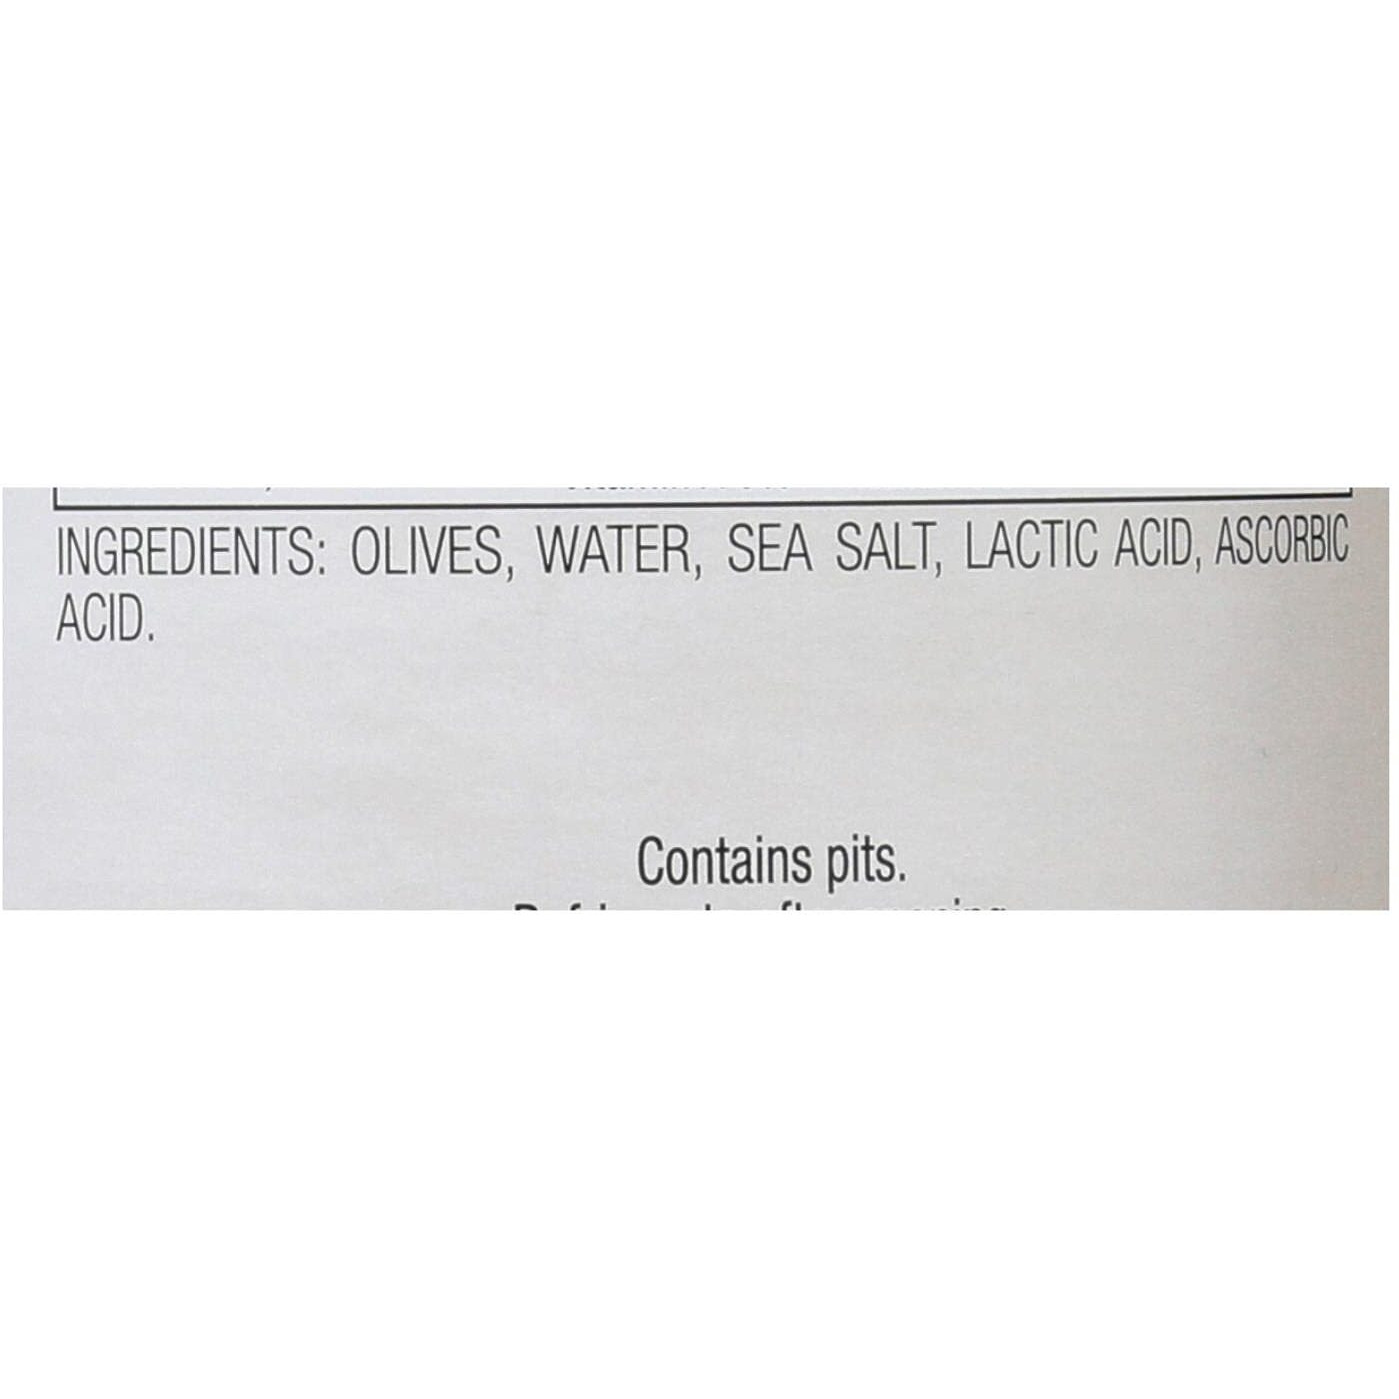 INGREDIENTS: OLIVES, WATER, SEA SALT, LACTIC ACID, ASCORBIC
ACID.
Contains pits.